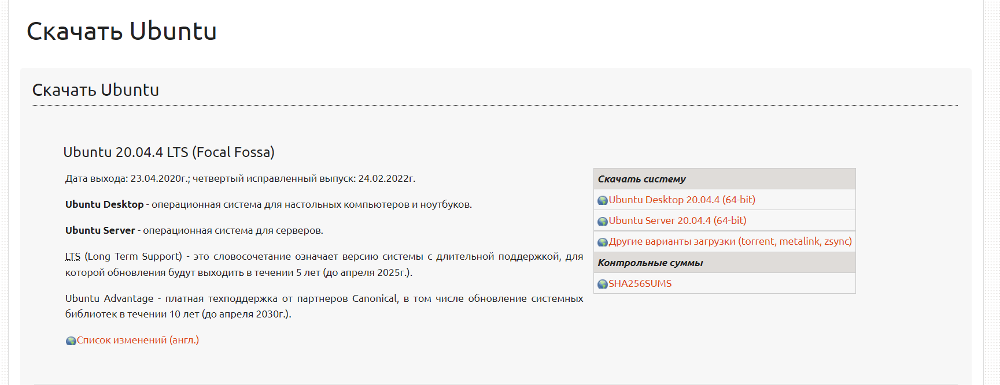 Скачать Ubuntu
Скачать Ubuntu
Ubuntu 20.04.4 LTS (Focal Fossa)
Дата выхода: 23.04.2020г.; четвертый исправленный выпуск: 24.02.2022г.
Ubuntu Desktop - операционная система для настольных компьютеров и ноутбуков.
Ubuntu Server - операционная система для серверов.
LTS (Long Term Support) - это словосочетание означает версию системы с длительной поддержкой, для
которой обновления будут выходить в течении 5 лет (до апреля 2025г.).
Ubuntu Advantage - платная техподдержка от партнеров Canonical, в том числе обновление системных
библиотек в течении 10 лет (до апреля 2030г.).
Список изменений (англ.)
Скачать систему
Ubuntu Desktop 20.04.4 (64-bit)
Ubuntu Server 20.04.4 (64-bit)
Другие варианты загрузки (torrent, metalink, zsync)
Контрольные суммы
SHA256SUMS